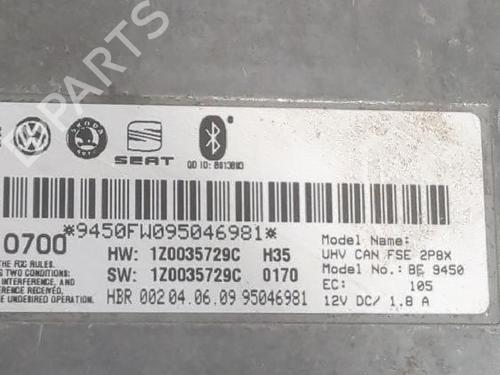 B-PARTS
SEAT
QD ID: B013803
*9450FW095046981*
0700
HW: 1Z0035729C H35
SW: 1Z0035729C 0170
HBR 002 04.06.09 95046981
THE FCC RULES.
TWO CONDITIONS:
INTERFERENCE, AND
ERFERENCE RECEIVED,
UNDESIRED OPERATION.
Model Name:
UHV CAN FSE 2P8X
Model No.: BE 9450
EC: 105
12V DC/ 1.8 A